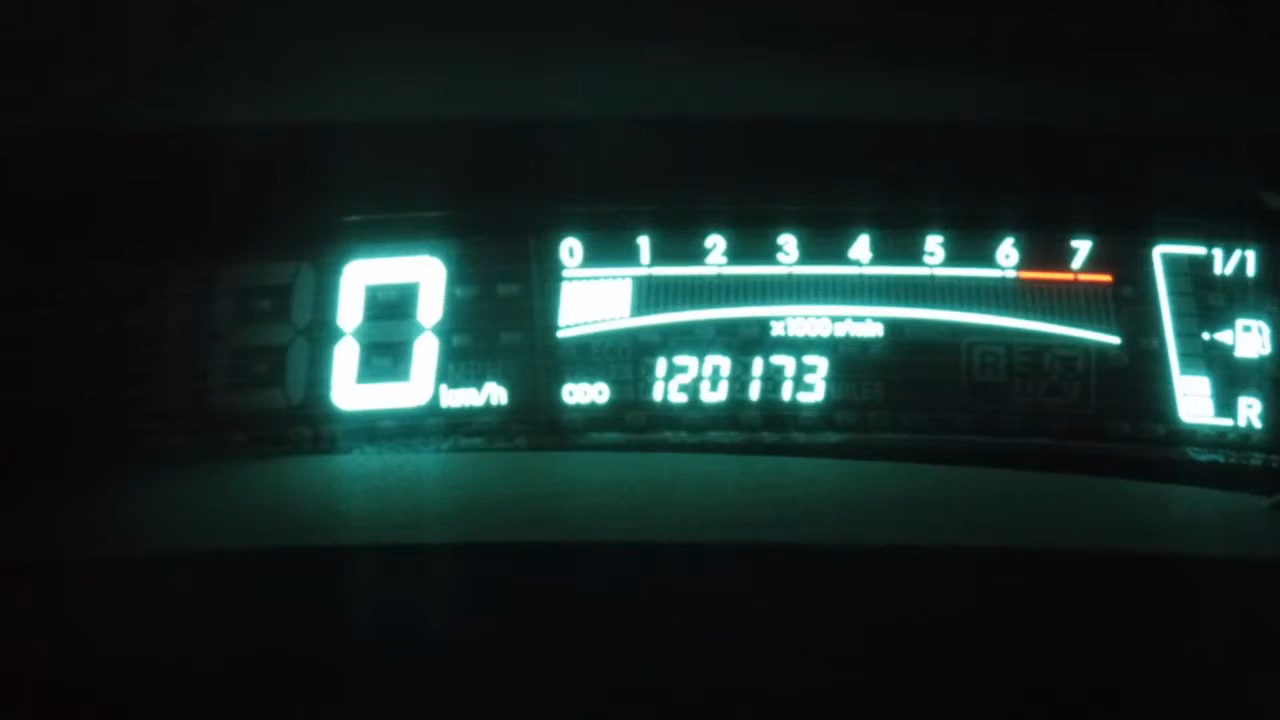 0 1 2 3 4 5 6 7
x1000 r/min
0 km/h
ODO 120173
1/1
R